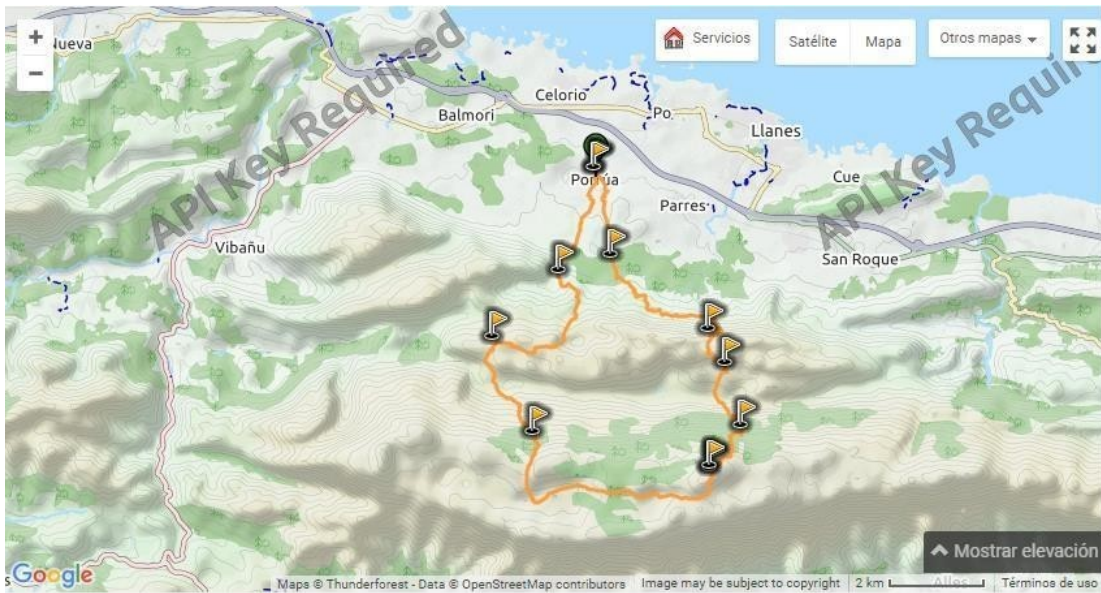 +
−
Nueva
Servicios
Satélite
Mapa
Otros mapas
API Key Required
API Key Required
Celorio
Balmori
Po
Llanes
Cue
Porrúa
Parres
Vibañu
San Roque
Mostrar elevación
Google
Maps © Thunderforest - Data © OpenStreetMap contributors
Image may be subject to copyright
2 km
Alles
Términos de uso